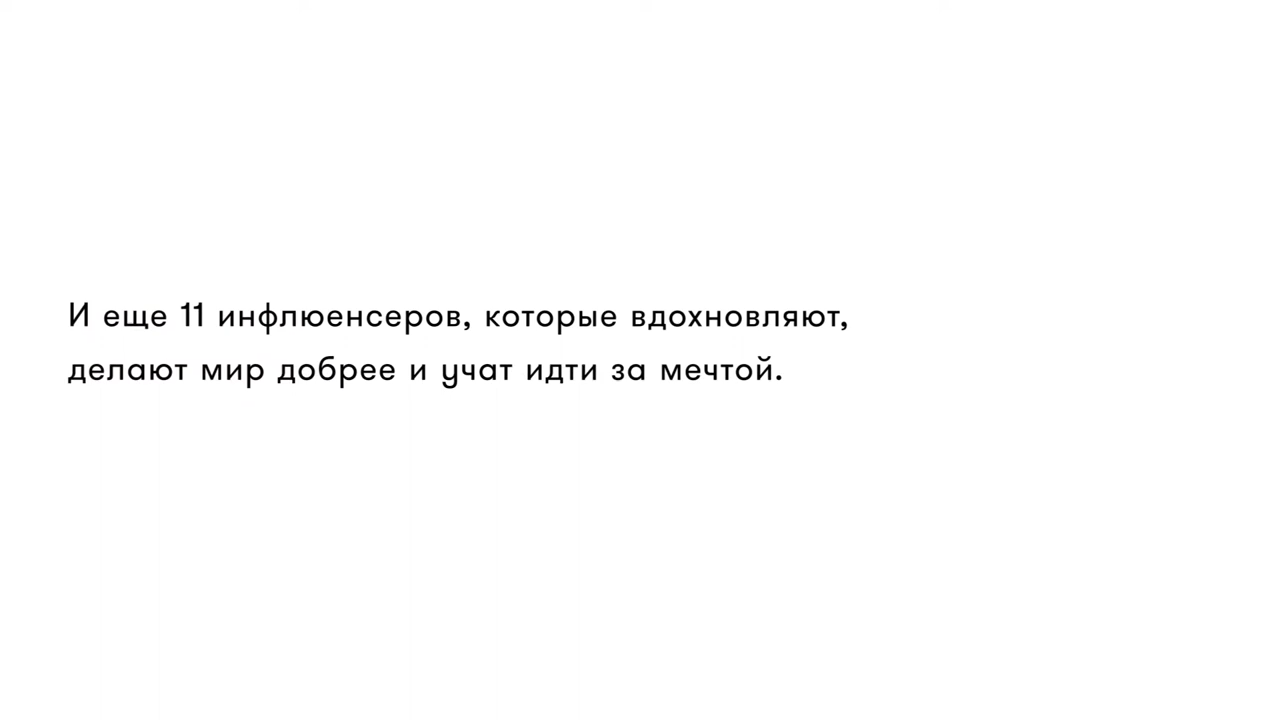 И еще 11 инфлюенсеров, которые вдохновляют,
делают мир добрее и учат идти за мечтой.